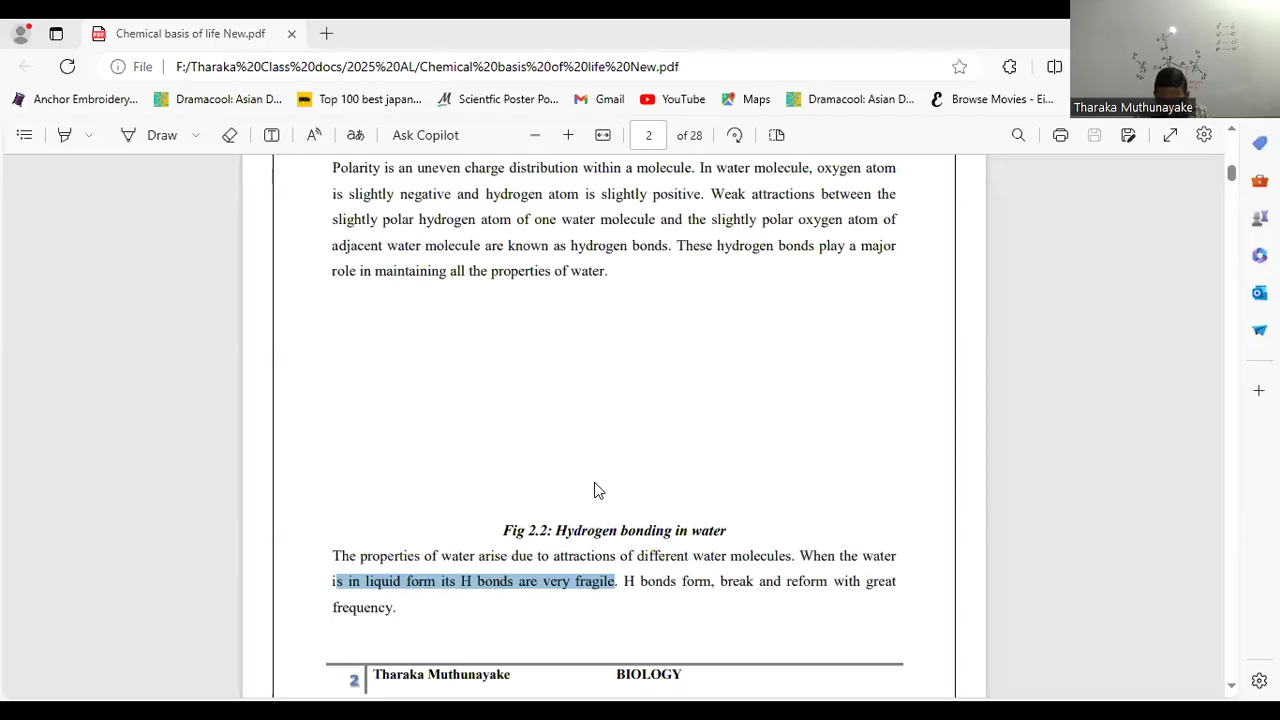 Chemical basis of life New.pdf
File
F:/Tharaka%20Class%20docs/2025%20AL/Chemical%20basis%20of%20life%20New.pdf
Tharaka Muthunayake
Anchor Embroidery...
Dramacool: Asian D...
Top 100 best japan...
Scientfic Poster Po...
Gmail
YouTube
Maps
Dramacool: Asian D...
Browse Movies - Ei...
Draw
aあ
Ask Copilot
2
of 28
Polarity is an uneven charge distribution within a molecule. In water molecule, oxygen atom
is slightly negative and hydrogen atom is slightly positive. Weak attractions between the
slightly polar hydrogen atom of one water molecule and the slightly polar oxygen atom of
adjacent water molecule are known as hydrogen bonds. These hydrogen bonds play a major
role in maintaining all the properties of water.
Fig 2.2: Hydrogen bonding in water
The properties of water arise due to attractions of different water molecules. When the water
is in liquid form its H bonds are very fragile. H bonds form, break and reform with great
frequency.
2
Tharaka Muthunayake
BIOLOGY